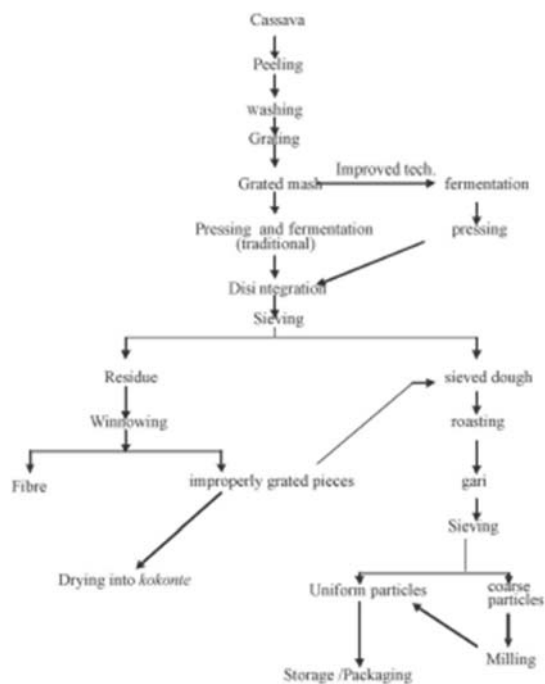 Cassava
Peeling
washing
Grating
Improved tech.
Grated mash
fermentation
Pressing and fermentation
(traditional)
pressing
Disi ntegration
Sieving
Residue
sieved dough
Winnowing
roasting
Fibre
improperly grated pieces
gari
Sieving
Drying into kokonte
Uniform particles
coarse
particles
Milling
Storage /Packaging